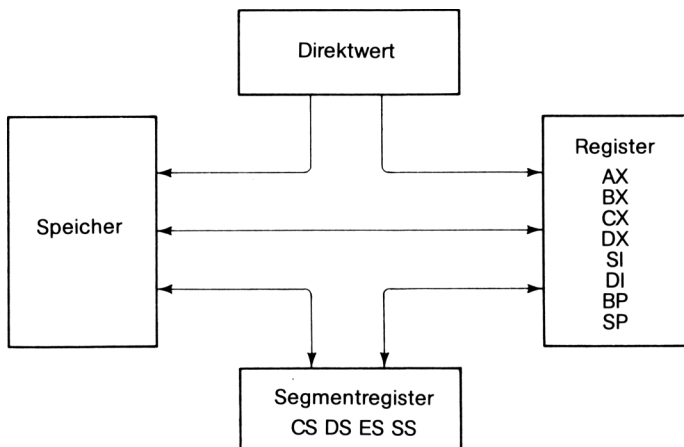 Direktwert
Speicher
Register
AX
BX
CX
DX
SI
DI
BP
SP
Segmentregister
CS DS ES SS